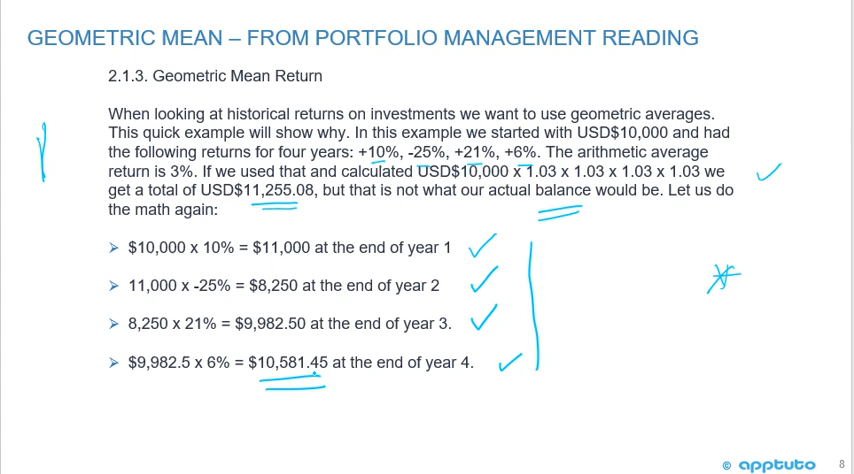 GEOMETRIC MEAN – FROM PORTFOLIO MANAGEMENT READING
2.1.3. Geometric Mean Return
When looking at historical returns on investments we want to use geometric averages.
This quick example will show why. In this example we started with USD$10,000 and had
the following returns for four years: +10%, -25%, +21%, +6%. The arithmetic average
return is 3%. If we used that and calculated USD$10,000 x 1.03 x 1.03 x 1.03 x 1.03 we
get a total of USD$11,255.08, but that is not what our actual balance would be. Let us do
the math again:
➢ $10,000 x 10% = $11,000 at the end of year 1
➢ 11,000 x -25% = $8,250 at the end of year 2
➢ 8,250 x 21% = $9,982.50 at the end of year 3.
➢ $9,982.5 x 6% = $10,581.45 at the end of year 4.
© apptuto 8